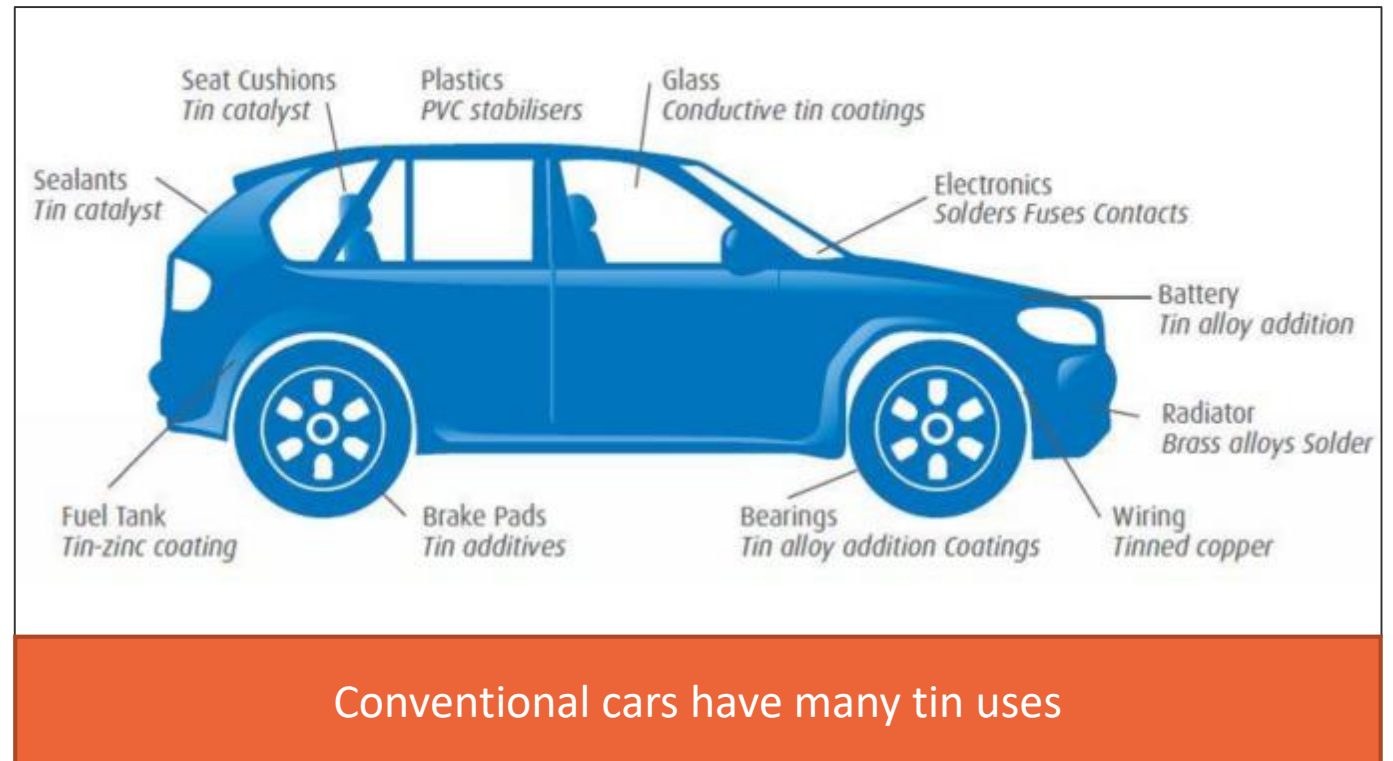 Seat Cushions
Tin catalyst
Plastics
PVC stabilisers
Glass
Conductive tin coatings
Sealants
Tin catalyst
Electronics
Solders Fuses Contacts
Battery
Tin alloy addition
Radiator
Brass alloys Solder
Fuel Tank
Tin-zinc coating
Brake Pads
Tin additives
Bearings
Tin alloy addition Coatings
Wiring
Tinned copper
Conventional cars have many tin uses